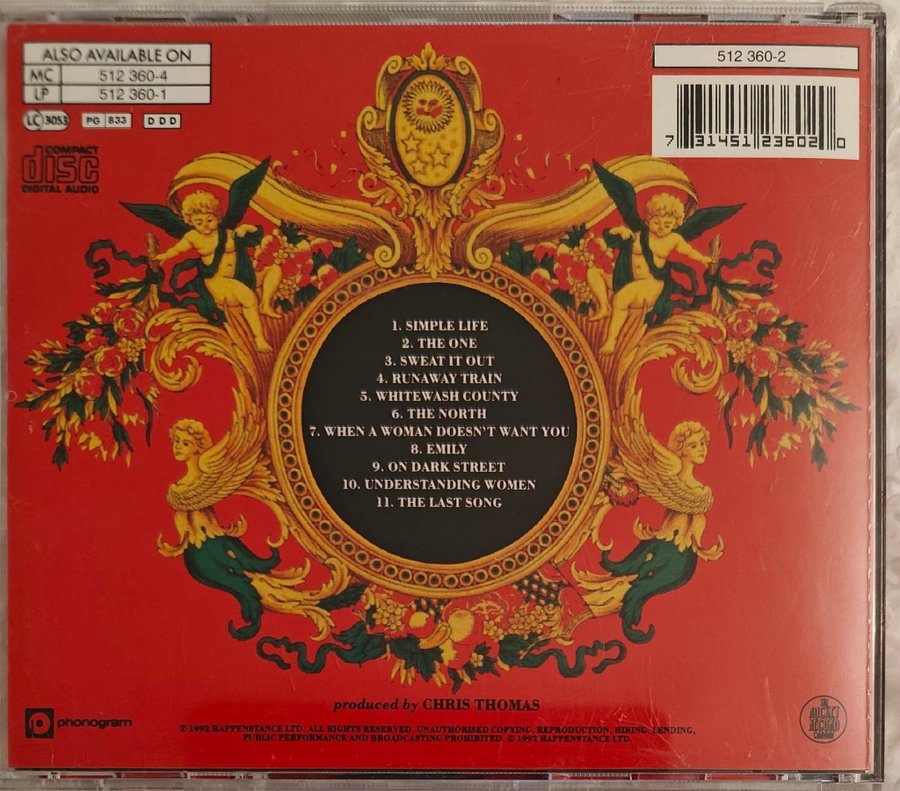 ALSO AVAILABLE ON
MC 512 360-4
LP 512 360-1
LC 3053 PG 833 DDD
COMPACT
disc
DIGITAL AUDIO
512 360-2
7 31451 23602 0
1. SIMPLE LIFE
2. THE ONE
3. SWEAT IT OUT
4. RUNAWAY TRAIN
5. WHITEWASH COUNTY
6. THE NORTH
7. WHEN A WOMAN DOESN'T WANT YOU
8. EMILY
9. ON DARK STREET
10. UNDERSTANDING WOMEN
11. THE LAST SONG
produced by CHRIS THOMAS
℗ 1992 HAPPENSTANCE LTD. ALL RIGHTS RESERVED. UNAUTHORISED COPYING, REPRODUCTION, HIRING, LENDING,
PUBLIC PERFORMANCE AND BROADCASTING PROHIBITED. © 1992 HAPPENSTANCE LTD.
p phonogram
THE
ROCKET
RECORD
COMPANY